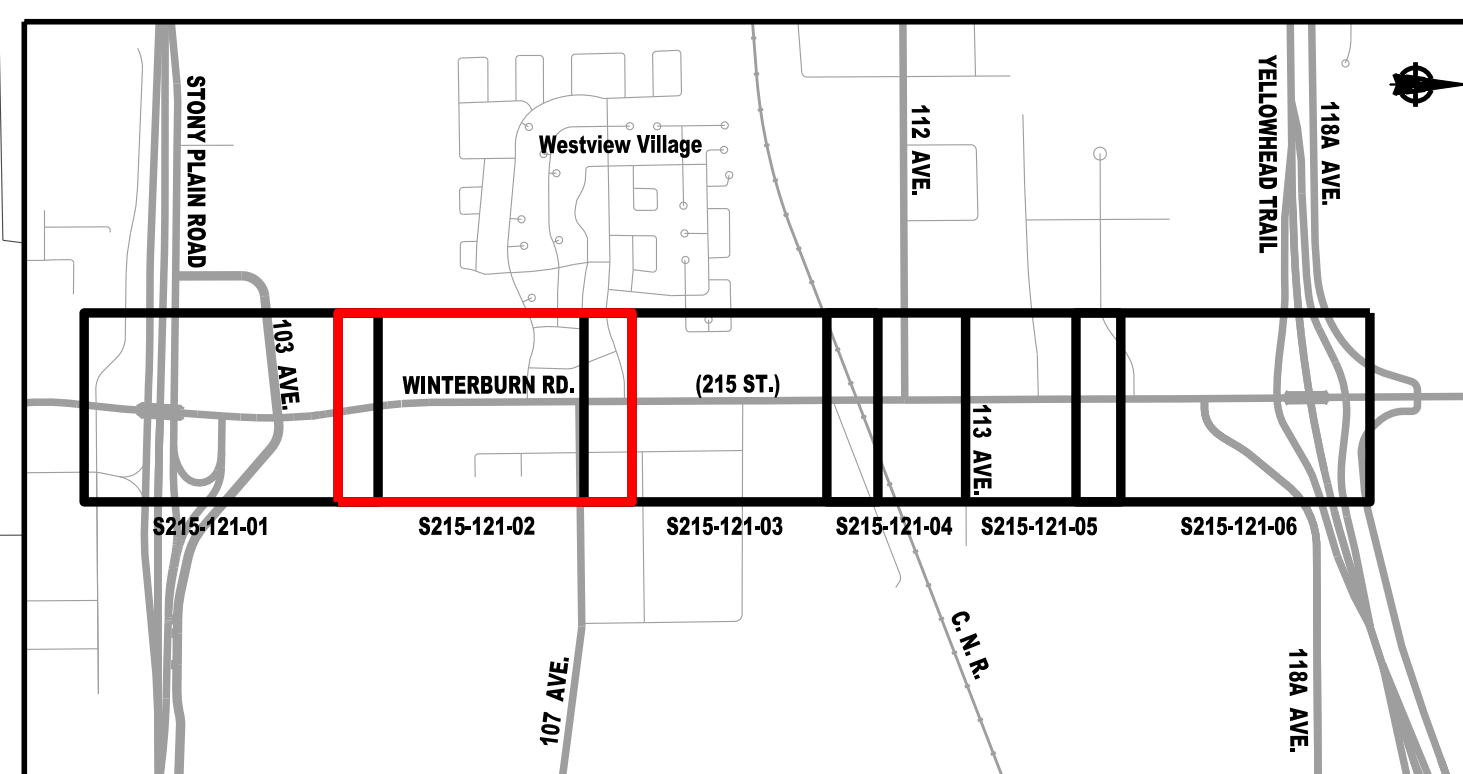 STONY PLAIN ROAD
Westview Village
112 AVE.
YELLOWHEAD TRAIL
118A AVE.
103 AVE.
WINTERBURN RD.
(215 ST.)
113 AVE.
S215-121-01
S215-121-02
S215-121-03
S215-121-04
S215-121-05
S215-121-06
C. N. R.
107 AVE.
118A AVE.